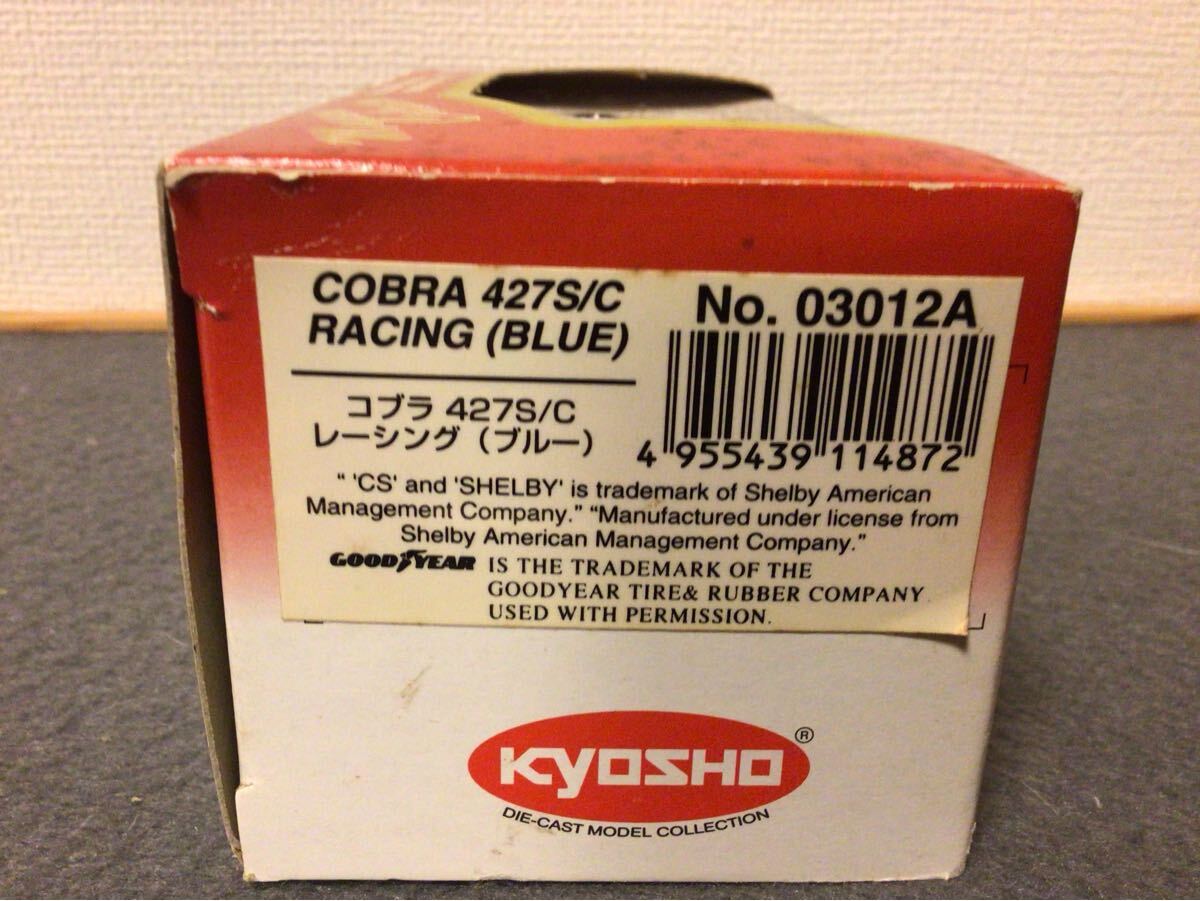 COBRA 427S/C
RACING (BLUE)
コブラ 427S/C
レーシング（ブルー）
No. 03012A
4 955439 114872
" 'CS' and 'SHELBY' is trademark of Shelby American
Management Company." "Manufactured under license from
Shelby American Management Company."
GOODYEAR IS THE TRADEMARK OF THE
GOODYEAR TIRE& RUBBER COMPANY
USED WITH PERMISSION.
KYOSHO ®
DIE-CAST MODEL COLLECTION